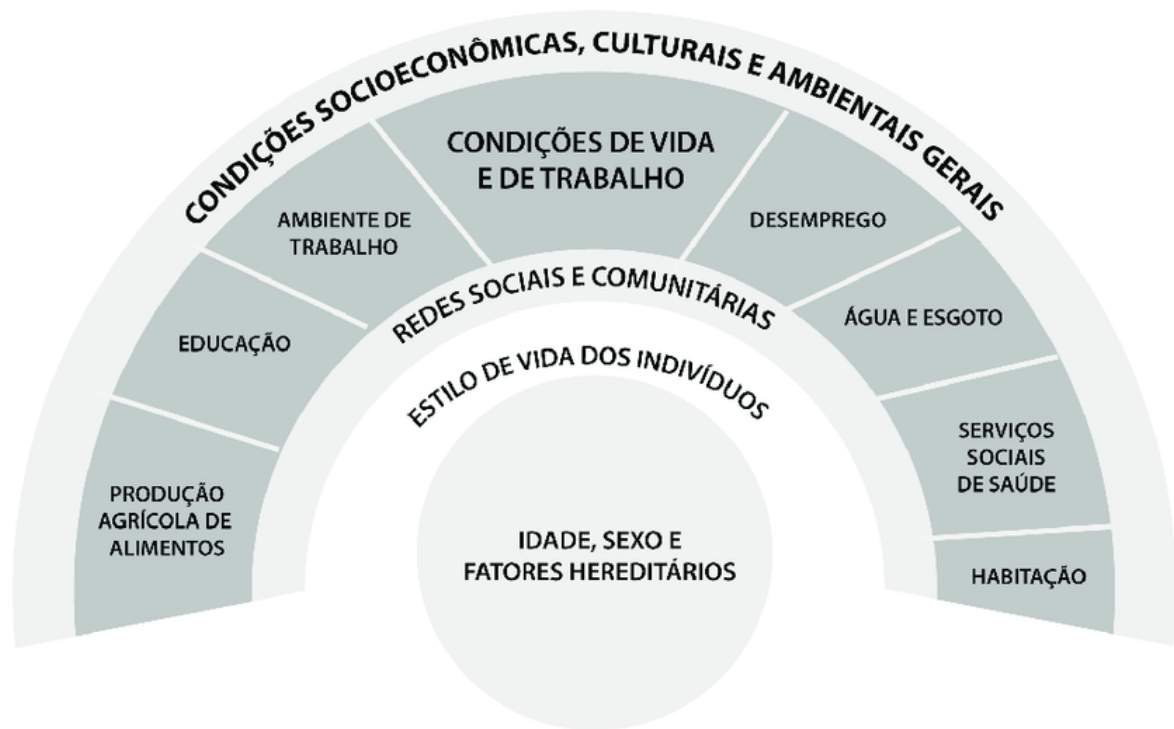 CONDIÇÕES SOCIOECONÔMICAS, CULTURAIS E AMBIENTAIS GERAIS
CONDIÇÕES DE VIDA
E DE TRABALHO
AMBIENTE DE
TRABALHO
DESEMPREGO
REDES SOCIAIS E COMUNITÁRIAS
EDUCAÇÃO
ÁGUA E ESGOTO
ESTILO DE VIDA DOS INDIVÍDUOS
PRODUÇÃO
AGRÍCOLA DE
ALIMENTOS
SERVIÇOS
SOCIAIS
DE SAÚDE
IDADE, SEXO E
FATORES HEREDITÁRIOS
HABITAÇÃO